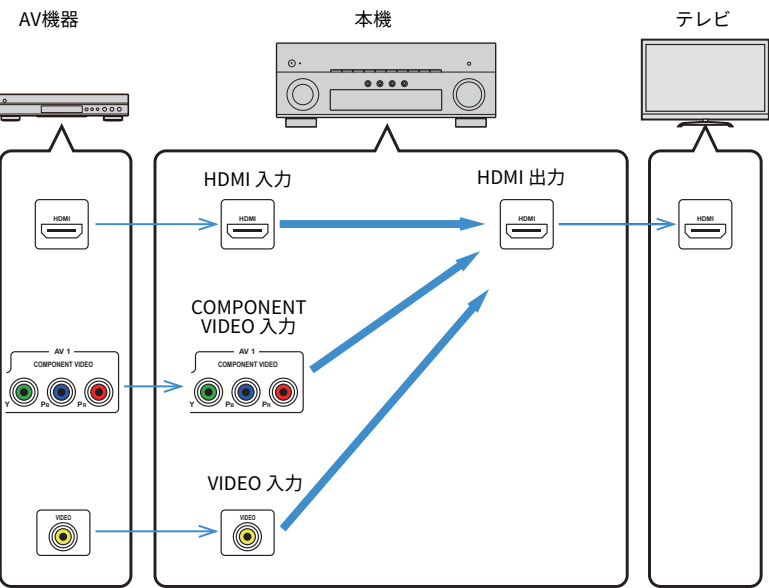 AV機器
本機
テレビ
HDMI 入力
HDMI 出力
HDMI
HDMI
HDMI
HDMI
COMPONENT
VIDEO 入力
AV 1
COMPONENT VIDEO
Y PB PR
AV 1
COMPONENT VIDEO
Y PB PR
VIDEO 入力
VIDEO
VIDEO